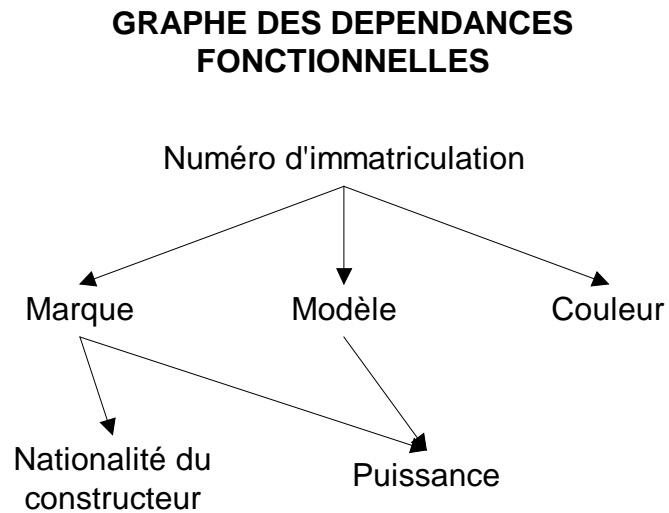 GRAPHE DES DEPENDANCES
FONCTIONNELLES
Numéro d'immatriculation
Marque
Modèle
Couleur
Nationalité du
constructeur
Puissance